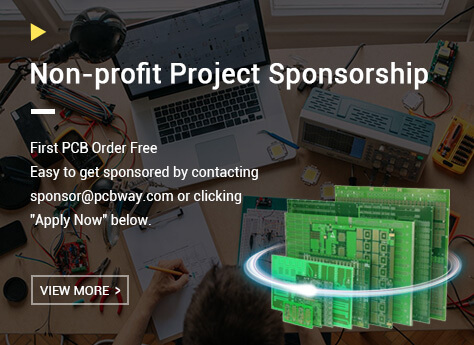 Non-profit Project Sponsorship
First PCB Order Free
Easy to get sponsored by contacting
sponsor@pcbway.com or clicking
"Apply Now" below.
VIEW MORE >